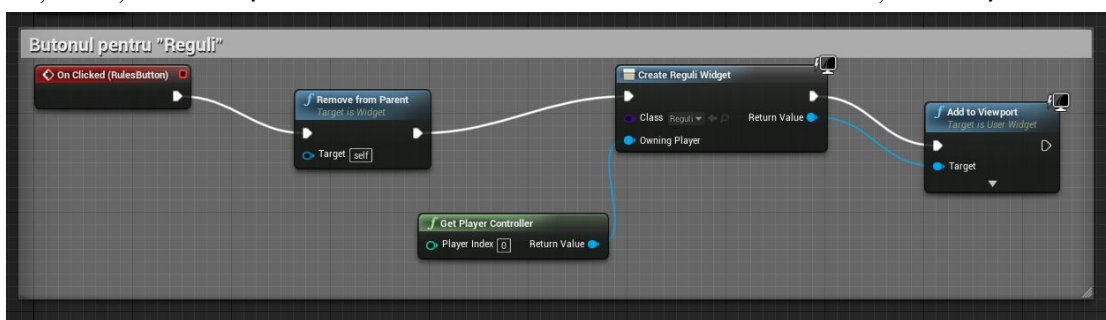 Butonul pentru "Reguli"
On Clicked (RulesButton)
f Remove from Parent
Target is Widget
Target self
Create Reguli Widget
Class Reguli Return Value
Owning Player
f Add to Viewport
Target is User Widget
Target
f Get Player Controller
Player Index 0 Return Value